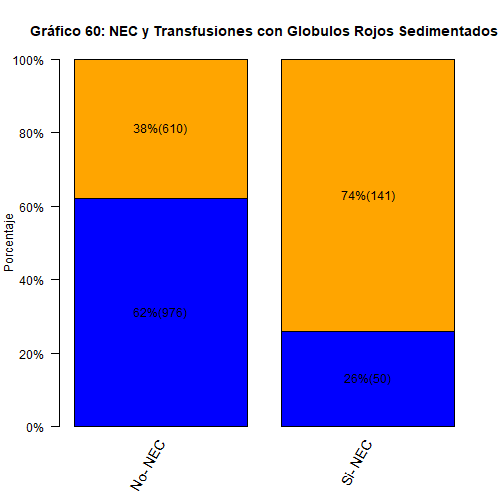 Gráfico 60: NEC y Transfusiones con Globulos Rojos Sedimentados
Porcentaje
100%
80%
60%
40%
20%
0%
38%(610)
62%(976)
74%(141)
26%(50)
No- NEC
Si- NEC